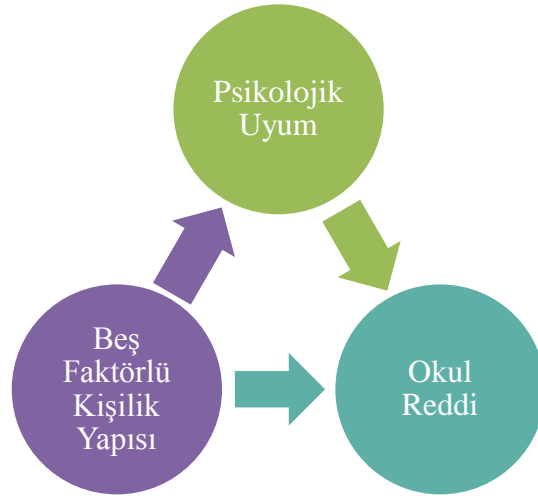 Psikolojik
Uyum
Beş
Faktörlü
Kişilik
Yapısı
Okul
Reddi